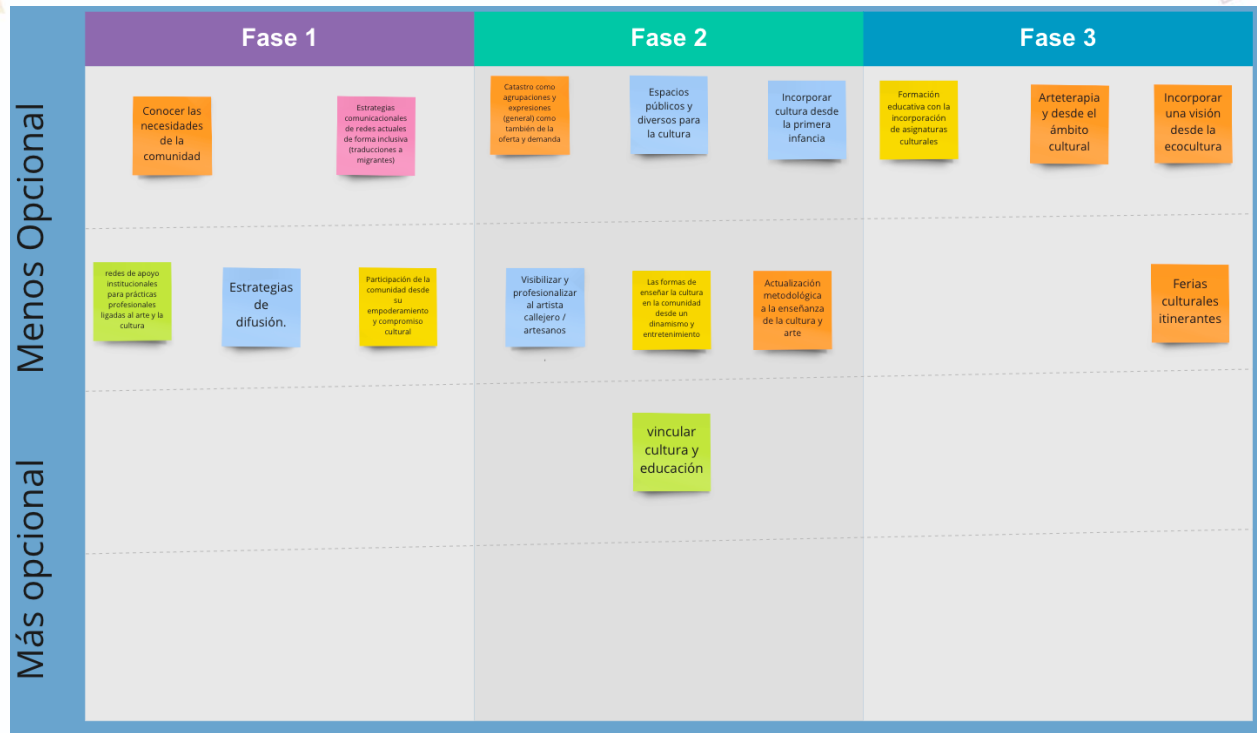 Fase 1
Fase 2
Fase 3
Menos Opcional
Más opcional
Conocer las
necesidades
de la
comunidad
Estrategias
comunicacionales
de redes actuales
de forma inclusiva
(traducciones a
migrantes)
Catastro como
agrupaciones y
expresiones
(general) como
también de la
oferta y demanda
Espacios
públicos y
diversos para
la cultura
Incorporar
cultura desde
la primera
infancia
Formación
educativa con la
incorporación
de asignaturas
culturales
Arteterapia
y desde el
ámbito
cultural
Incorporar
una visión
desde la
ecocultura
redes de apoyo
institucionales
para prácticas
profesionales
ligadas al arte y la
cultura
Estrategias
de
difusión.
Participación de la
comunidad desde
su
empoderamiento
y compromiso
cultural
Visibilizar y
profesionalizar
al artista
callejero /
artesanos
.
Las formas de
enseñar la cultura
en la comunidad
desde un
dinamismo y
entretenimiento
Actualización
metodológica
a la enseñanza
de la cultura y
arte
Ferias
culturales
itinerantes
vincular
cultura y
educación